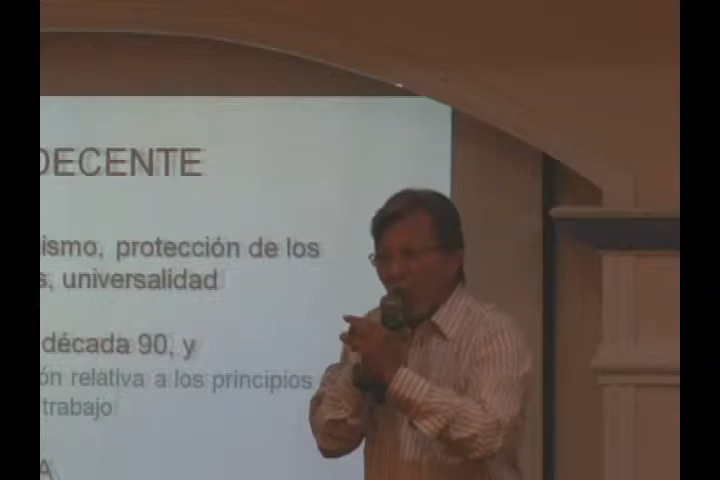 DECENTE
ismo, protección de los
s, universalidad
década 90, y
ón relativa a los principios
trabajo
A